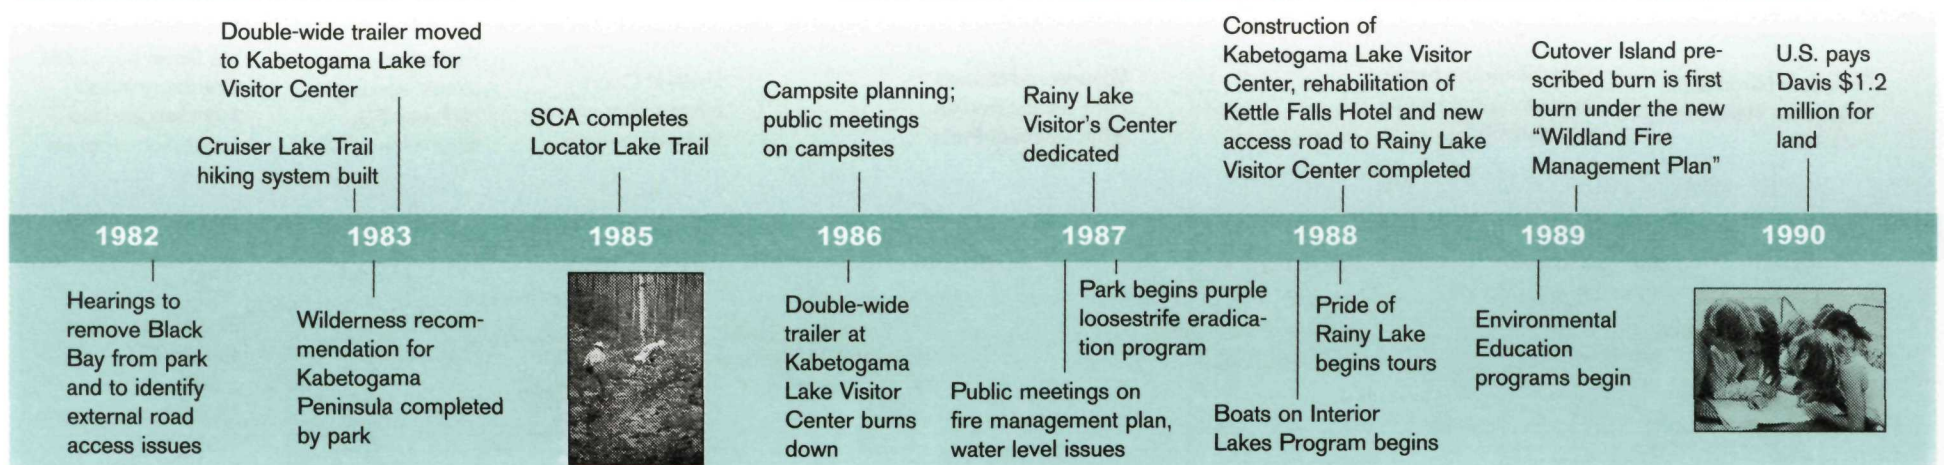 Double-wide trailer moved
to Kabetogama Lake for
Visitor Center
Cruiser Lake Trail
hiking system built
SCA completes
Locator Lake Trail
Campsite planning;
public meetings
on campsites
Rainy Lake
Visitor's Center
dedicated
Construction of
Kabetogama Lake Visitor
Center, rehabilitation of
Kettle Falls Hotel and new
access road to Rainy Lake
Visitor Center completed
Cutover Island pre-
scribed burn is first
burn under the new
“Wildland Fire
Management Plan”
U.S. pays
Davis $1.2
million for
land
1982 1983 1985 1986 1987 1988 1989 1990
Hearings to
remove Black
Bay from park
and to identify
external road
access issues
Wilderness recom-
mendation for
Kabetogama
Peninsula completed
by park
Double-wide
trailer at
Kabetogama
Lake Visitor
Center burns
down
Public meetings on
fire management plan,
water level issues
Park begins purple
loosestrife eradica-
tion program
Boats on Interior
Lakes Program begins
Pride of
Rainy Lake
begins tours
Environmental
Education
programs begin